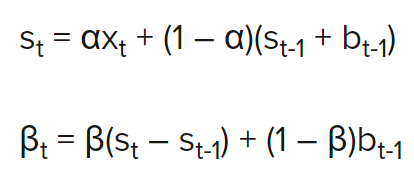 sₜ = αxₜ + (1 – α)(sₜ₋₁ + bₜ₋₁)
βₜ = β(sₜ – sₜ₋₁) + (1 – β)bₜ₋₁